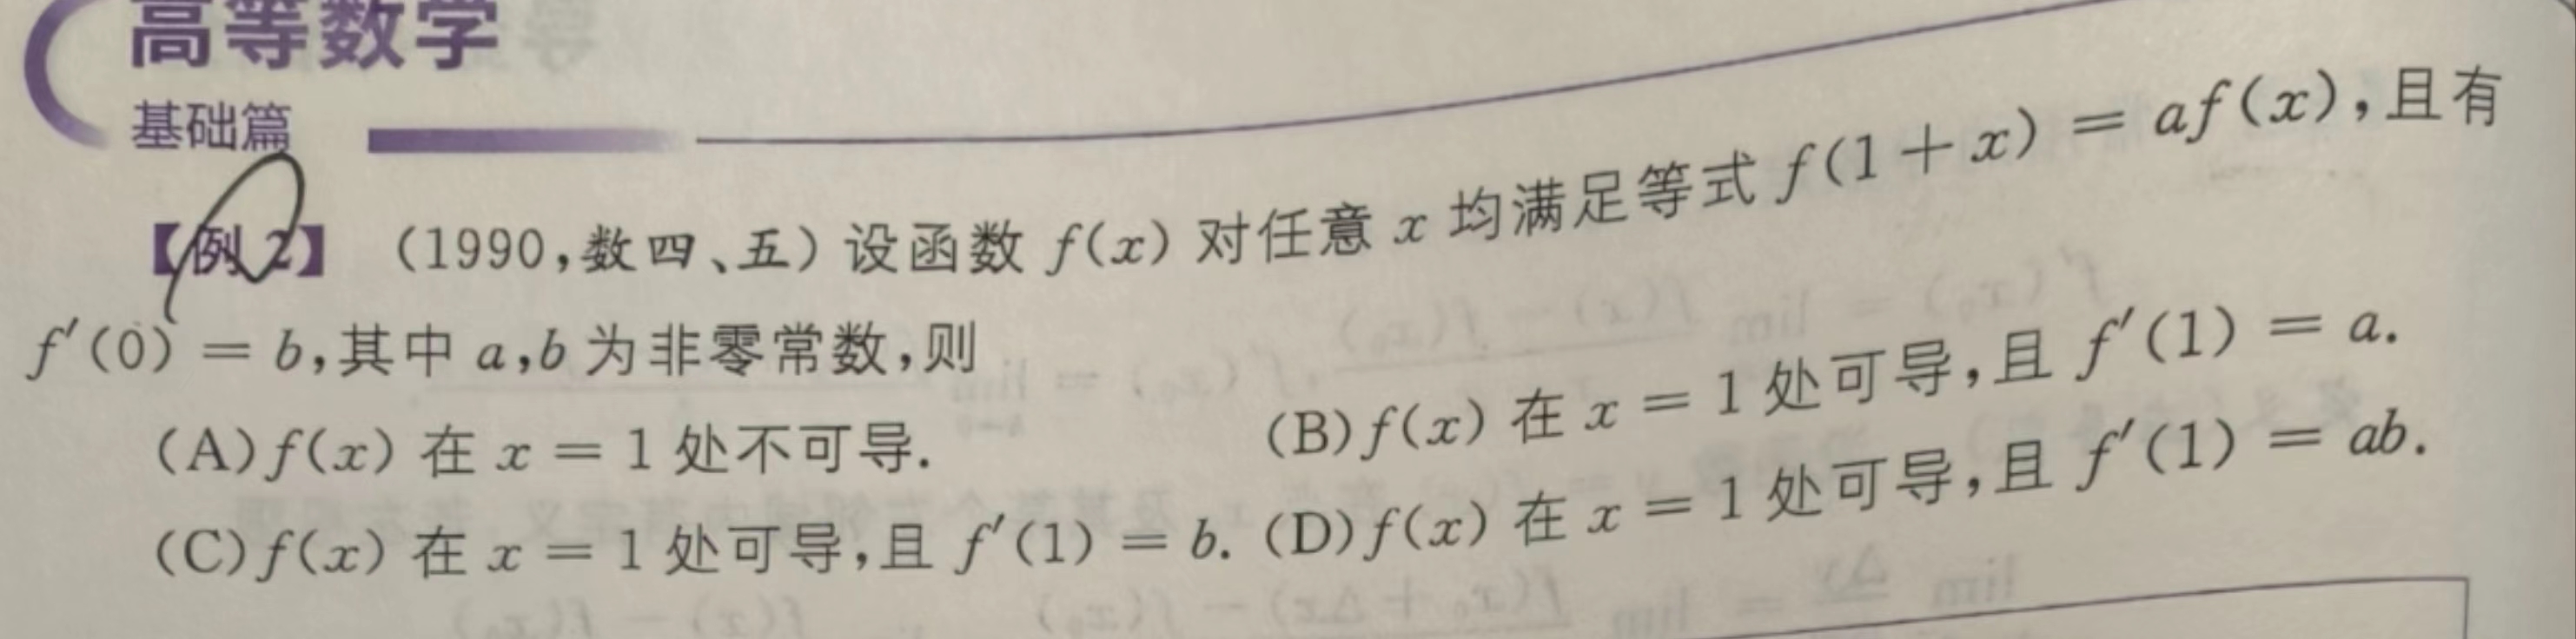 高等数学
基础篇
【例 2】 (1990,数四、五) 设函数 f(x) 对任意 x 均满足等式 f(1+x) = af(x),且有
f′(0) = b,其中 a,b 为非零常数,则
(A) f(x) 在 x = 1 处不可导. (B) f(x) 在 x = 1 处可导,且 f′(1) = a.
(C) f(x) 在 x = 1 处可导,且 f′(1) = b. (D) f(x) 在 x = 1 处可导,且 f′(1) = ab.